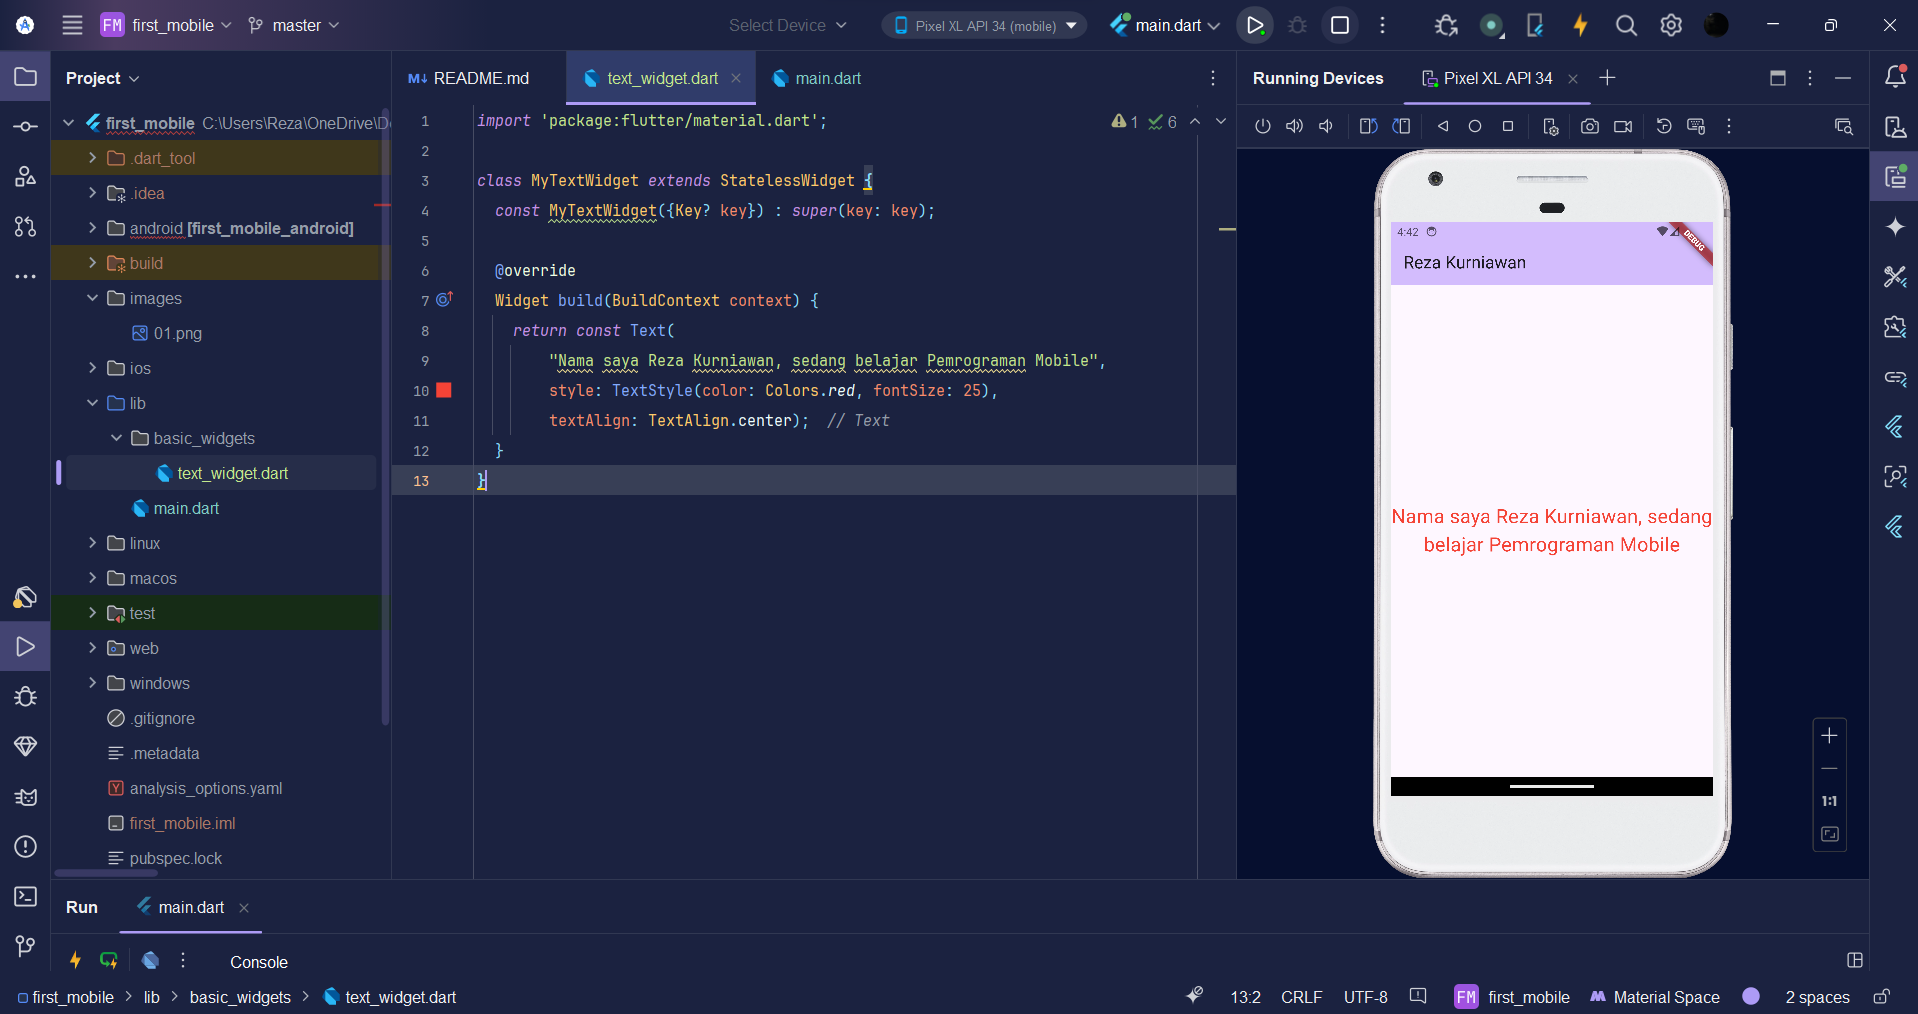 FM first_mobile master Select Device Pixel XL API 34 (mobile) main.dart
Project
README.md text_widget.dart main.dart
Running Devices Pixel XL API 34
first_mobile C:\Users\Reza\OneDrive\D
.dart_tool
.idea
android [first_mobile_android]
build
images
01.png
ios
lib
basic_widgets
text_widget.dart
main.dart
linux
macos
test
web
windows
.gitignore
.metadata
analysis_options.yaml
first_mobile.iml
pubspec.lock
1 import 'package:flutter/material.dart';
2
3 class MyTextWidget extends StatelessWidget {
4 const MyTextWidget({Key? key}) : super(key: key);
5
6 @override
7 Widget build(BuildContext context) {
8 return const Text(
9 "Nama saya Reza Kurniawan, sedang belajar Pemrograman Mobile",
10 style: TextStyle(color: Colors.red, fontSize: 25),
11 textAlign: TextAlign.center); // Text
12 }
13 }
1 6
4:42
DEBUG
Reza Kurniawan
Nama saya Reza Kurniawan, sedang
belajar Pemrograman Mobile
1:1
Run main.dart
Console
first_mobile > lib > basic_widgets > text_widget.dart
13:2 CRLF UTF-8 FM first_mobile Material Space 2 spaces